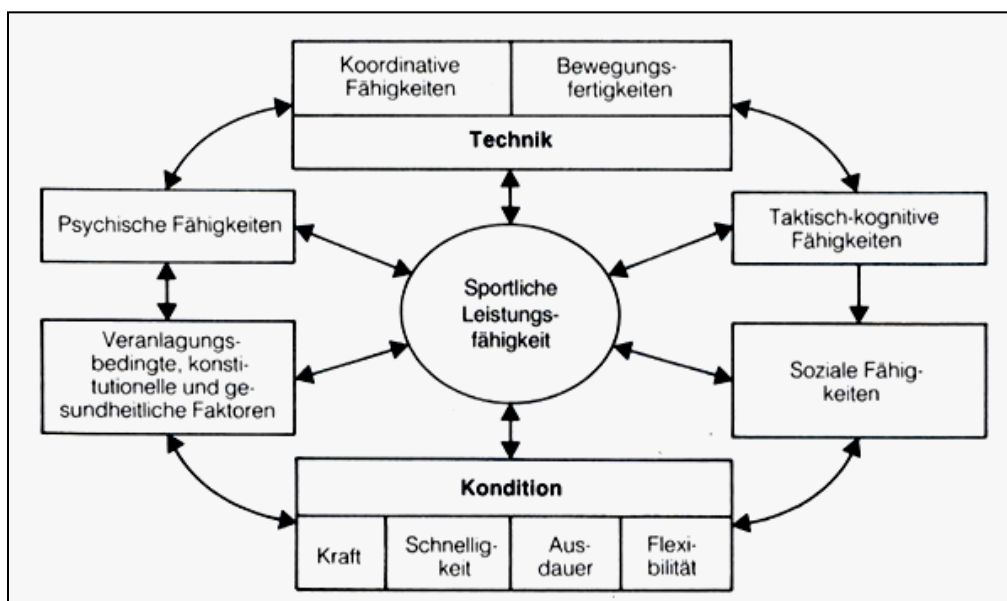 Koordinative
Fähigkeiten
Bewegungs-
fertigkeiten
Technik
Psychische Fähigkeiten
Taktisch-kognitive
Fähigkeiten
Sportliche
Leistungs-
fähigkeit
Veranlagungs-
bedingte, konsti-
tutionelle und ge-
sundheitliche Faktoren
Soziale Fähig-
keiten
Kondition
Kraft
Schnellig-
keit
Aus-
dauer
Flexi-
bilität